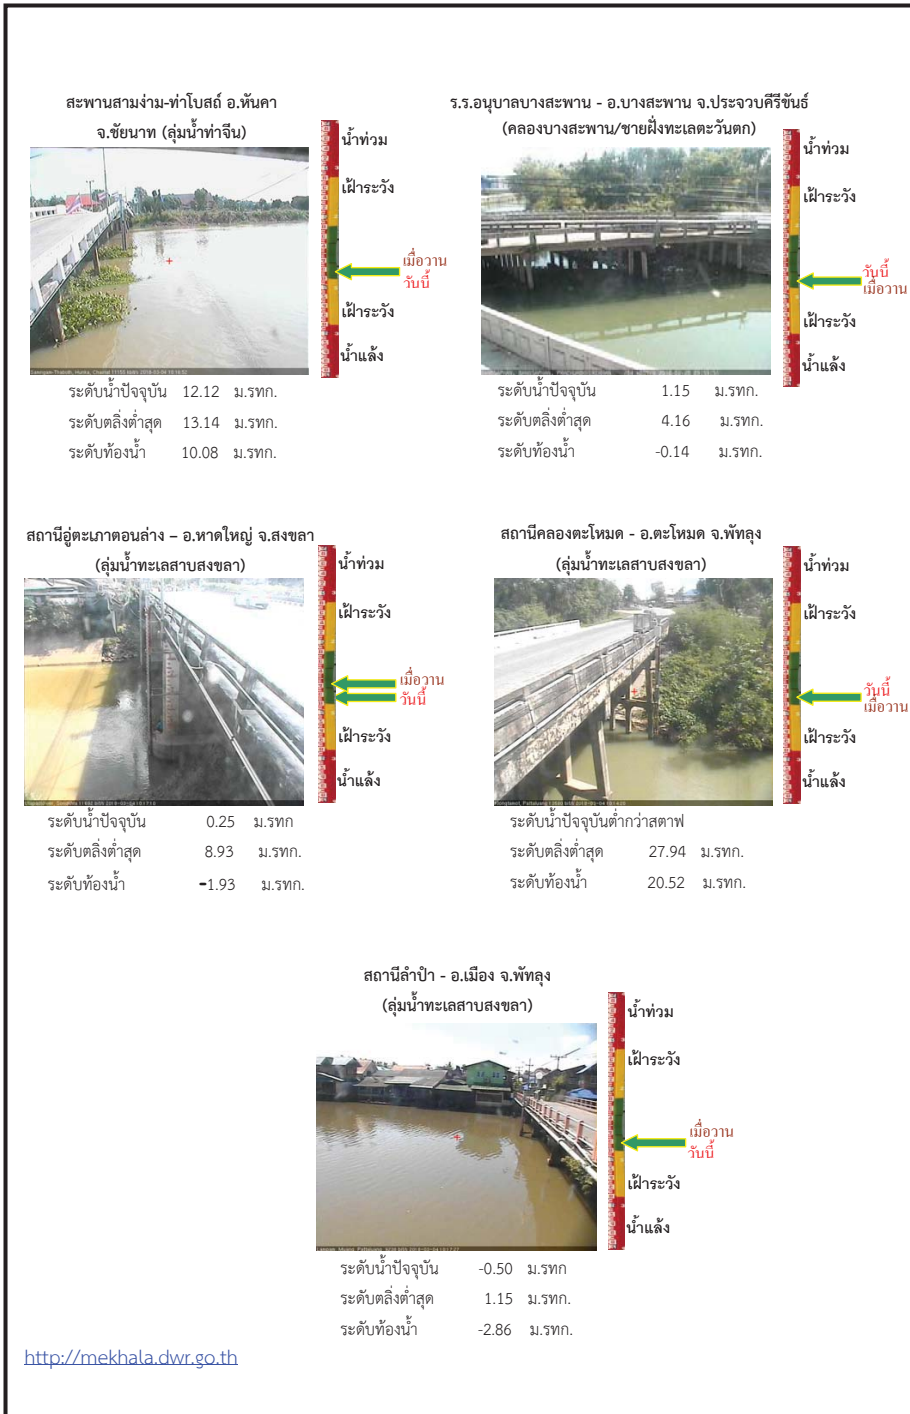 สะพานสามง่าม-ท่าโบสถ์ อ.หันคา
จ.ชัยนาท (ลุ่มน้ำท่าจีน)
น้ำท่วม
เฝ้าระวัง
เมื่อวาน
วันนี้
เฝ้าระวัง
น้ำแล้ง
ระดับน้ำปัจจุบัน 12.12 ม.รทก.
ระดับตลิ่งต่ำสุด 13.14 ม.รทก.
ระดับท้องน้ำ 10.08 ม.รทก.
ร.ร.อนุบาลบางสะพาน - อ.บางสะพาน จ.ประจวบคีรีขันธ์
(คลองบางสะพาน/ชายฝั่งทะเลตะวันตก)
น้ำท่วม
เฝ้าระวัง
วันนี้
เมื่อวาน
เฝ้าระวัง
น้ำแล้ง
ระดับน้ำปัจจุบัน 1.15 ม.รทก.
ระดับตลิ่งต่ำสุด 4.16 ม.รทก.
ระดับท้องน้ำ -0.14 ม.รทก.
สถานีอู่ตะเภาตอนล่าง – อ.หาดใหญ่ จ.สงขลา
(ลุ่มน้ำทะเลสาบสงขลา)
น้ำท่วม
เฝ้าระวัง
เมื่อวาน
วันนี้
เฝ้าระวัง
น้ำแล้ง
ระดับน้ำปัจจุบัน 0.25 ม.รทก
ระดับตลิ่งต่ำสุด 8.93 ม.รทก.
ระดับท้องน้ำ -1.93 ม.รทก.
สถานีคลองตะโหมด - อ.ตะโหมด จ.พัทลุง
(ลุ่มน้ำทะเลสาบสงขลา)
น้ำท่วม
เฝ้าระวัง
วันนี้
เมื่อวาน
เฝ้าระวัง
น้ำแล้ง
ระดับน้ำปัจจุบันต่ำกว่าสตาฟ
ระดับตลิ่งต่ำสุด 27.94 ม.รทก.
ระดับท้องน้ำ 20.52 ม.รทก.
สถานีลำปำ - อ.เมือง จ.พัทลุง
(ลุ่มน้ำทะเลสาบสงขลา)
น้ำท่วม
เฝ้าระวัง
เมื่อวาน
วันนี้
เฝ้าระวัง
น้ำแล้ง
ระดับน้ำปัจจุบัน -0.50 ม.รทก
ระดับตลิ่งต่ำสุด 1.15 ม.รทก.
ระดับท้องน้ำ -2.86 ม.รทก.
http://mekhala.dwr.go.th